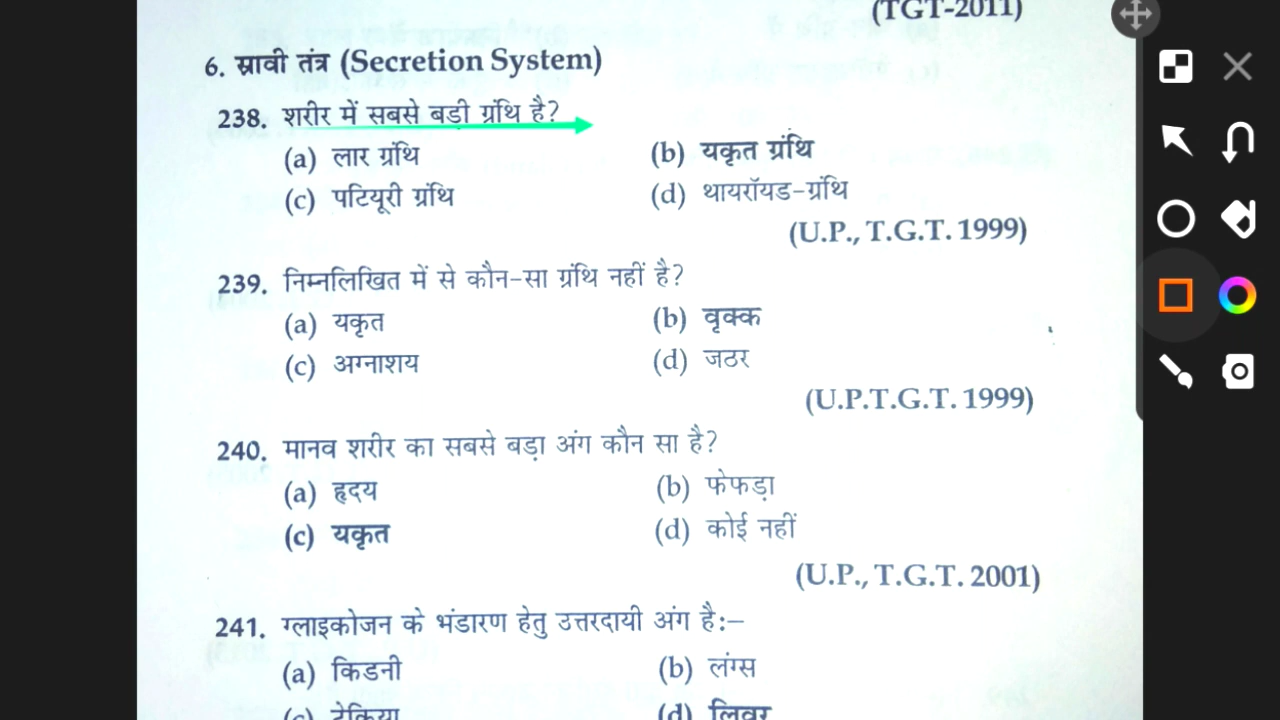 (TGT-2011)
6. स्रावी तंत्र (Secretion System)
238. शरीर में सबसे बडी ग्रंथि है?
(a) लार ग्रंथि (b) यकृत ग्रंथि
(c) पटियूरी ग्रंथि (d) थायरॉयड-ग्रंथि
(U.P., T.G.T. 1999)
239. निम्नलिखित में से कौन-सा ग्रंथि नहीं है?
(a) यकृत (b) वृक्क
(c) अग्नाशय (d) जठर
(U.P.T.G.T. 1999)
240. मानव शरीर का सबसे बड़ा अंग कौन सा है?
(a) हृदय (b) फेफड़ा
(c) यकृत (d) कोई नहीं
(U.P., T.G.T. 2001)
241. ग्लाइकोजन के भंडारण हेतु उत्तरदायी अंग है:–
(a) किडनी (b) लंग्स
(c) टेकिया (d) लिवर